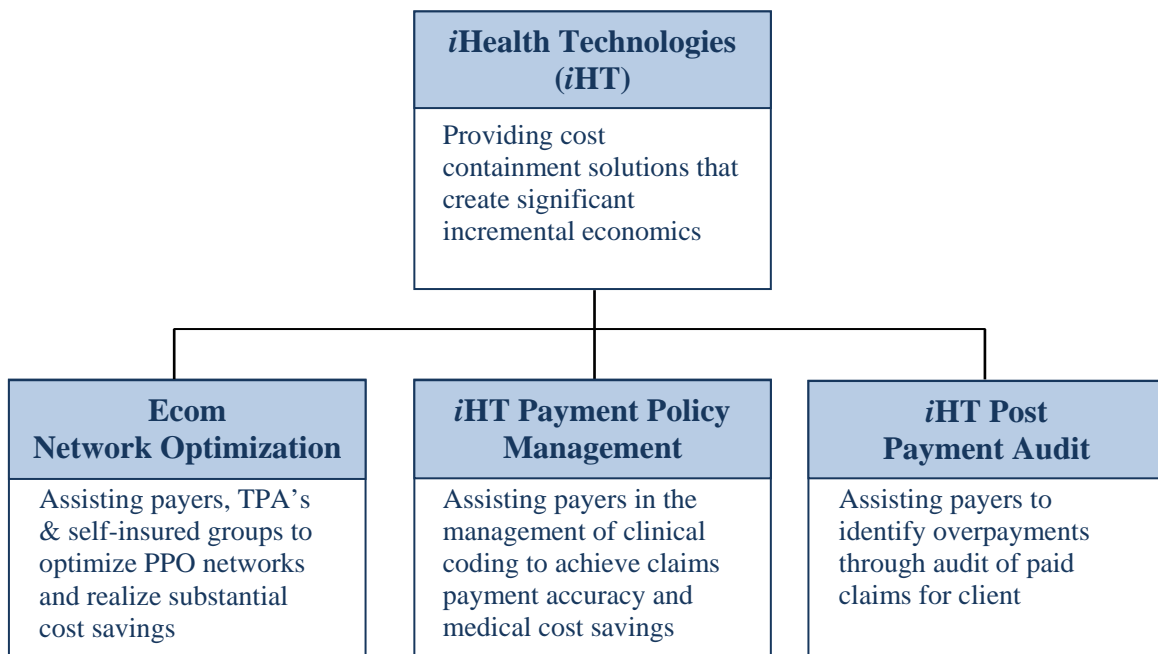 iHealth Technologies
(iHT)
Providing cost
containment solutions that
create significant
incremental economics
Ecom
Network Optimization
Assisting payers, TPA’s
& self-insured groups to
optimize PPO networks
and realize substantial
cost savings
iHT Payment Policy
Management
Assisting payers in the
management of clinical
coding to achieve claims
payment accuracy and
medical cost savings
iHT Post
Payment Audit
Assisting payers to
identify overpayments
through audit of paid
claims for client